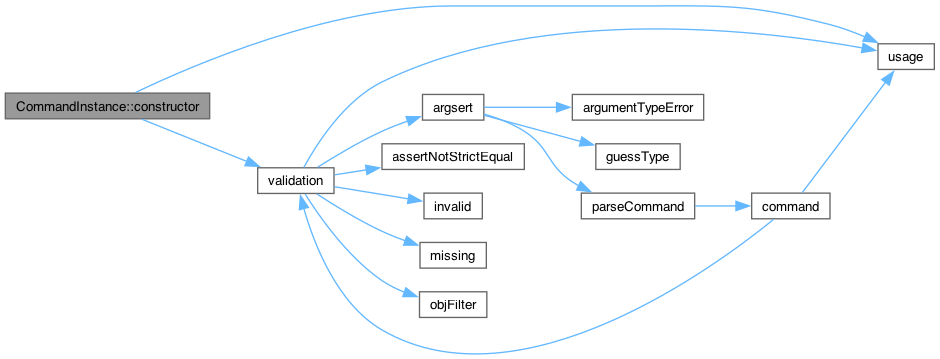 CommandInstance::constructor
validation
argsert
assertNotStrictEqual
invalid
missing
objFilter
argumentTypeError
guessType
parseCommand
command
usage